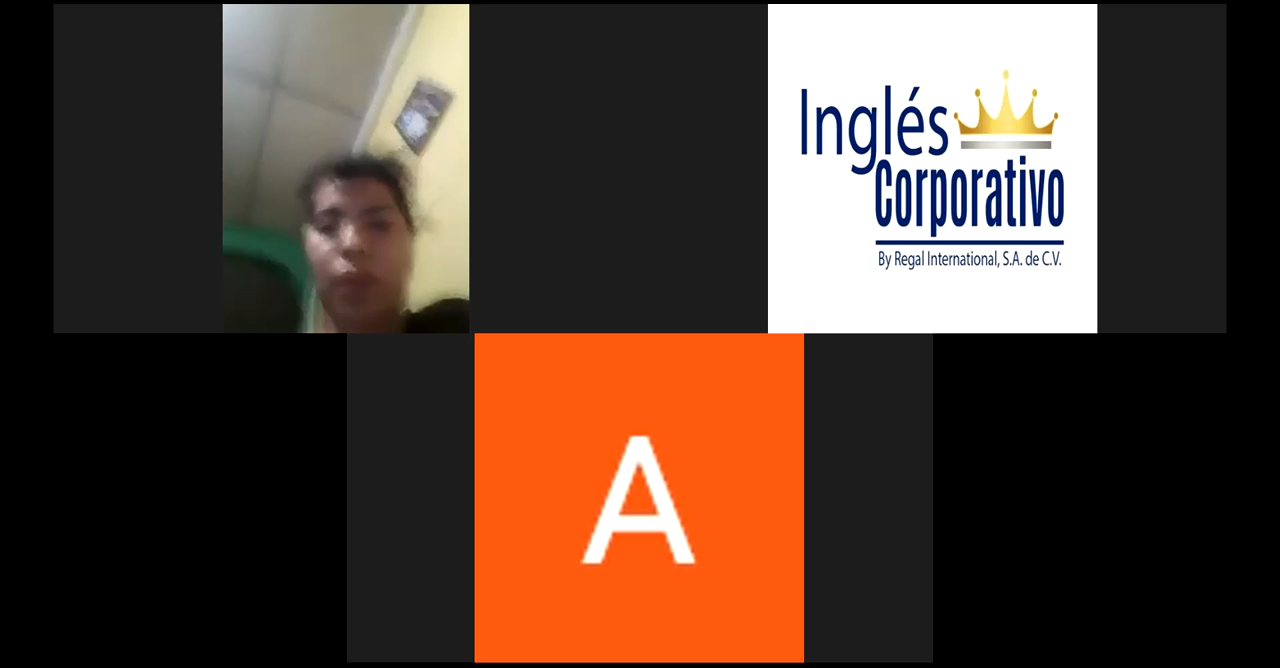 Inglés
Corporativo
By Regal International, S.A. de C.V.
A